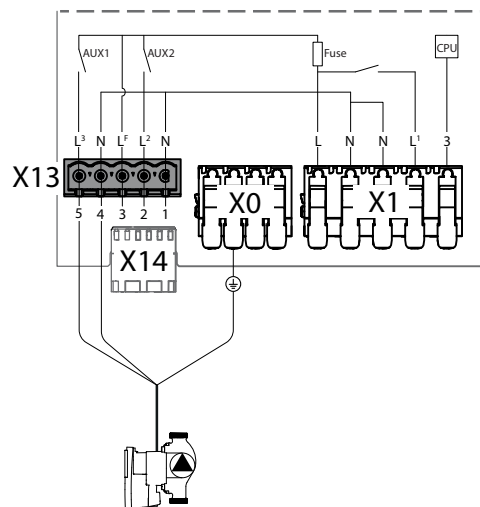 AUX1
AUX2
Fuse
CPU
L³ N Lᶠ L² N
L N N L¹ 3
X13
X0
X1
5 4 3 2 1
X14